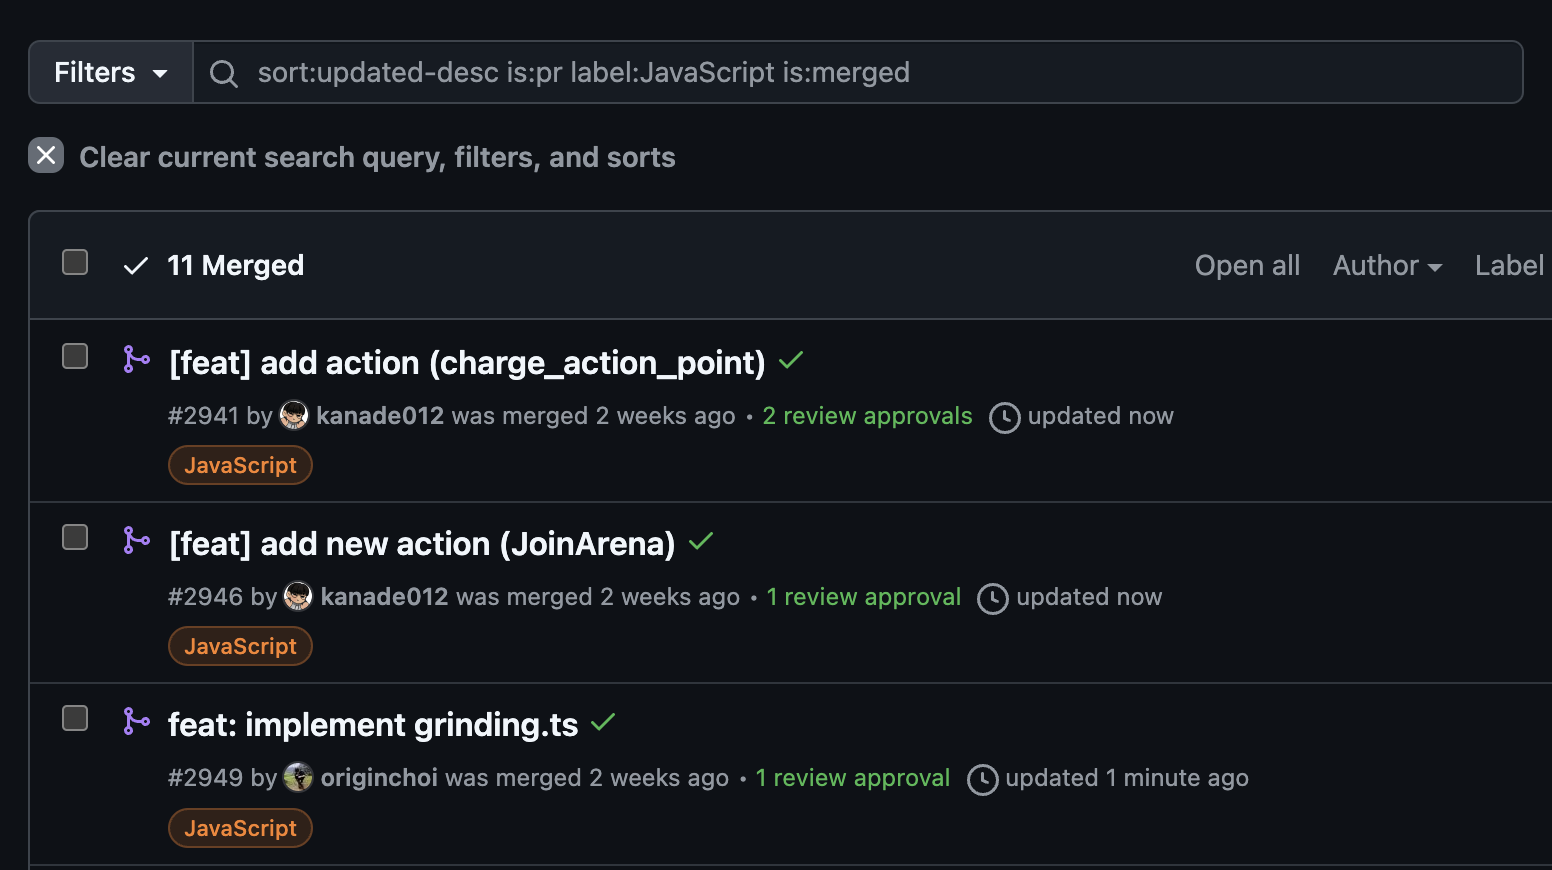 Filters
sort:updated-desc is:pr label:JavaScript is:merged
Clear current search query, filters, and sorts
11 Merged
Open all
Author
Label
[feat] add action (charge_action_point)
#2941 by kanade012 was merged 2 weeks ago • 2 review approvals updated now
JavaScript
[feat] add new action (JoinArena)
#2946 by kanade012 was merged 2 weeks ago • 1 review approval updated now
JavaScript
feat: implement grinding.ts
#2949 by originchoi was merged 2 weeks ago • 1 review approval updated 1 minute ago
JavaScript